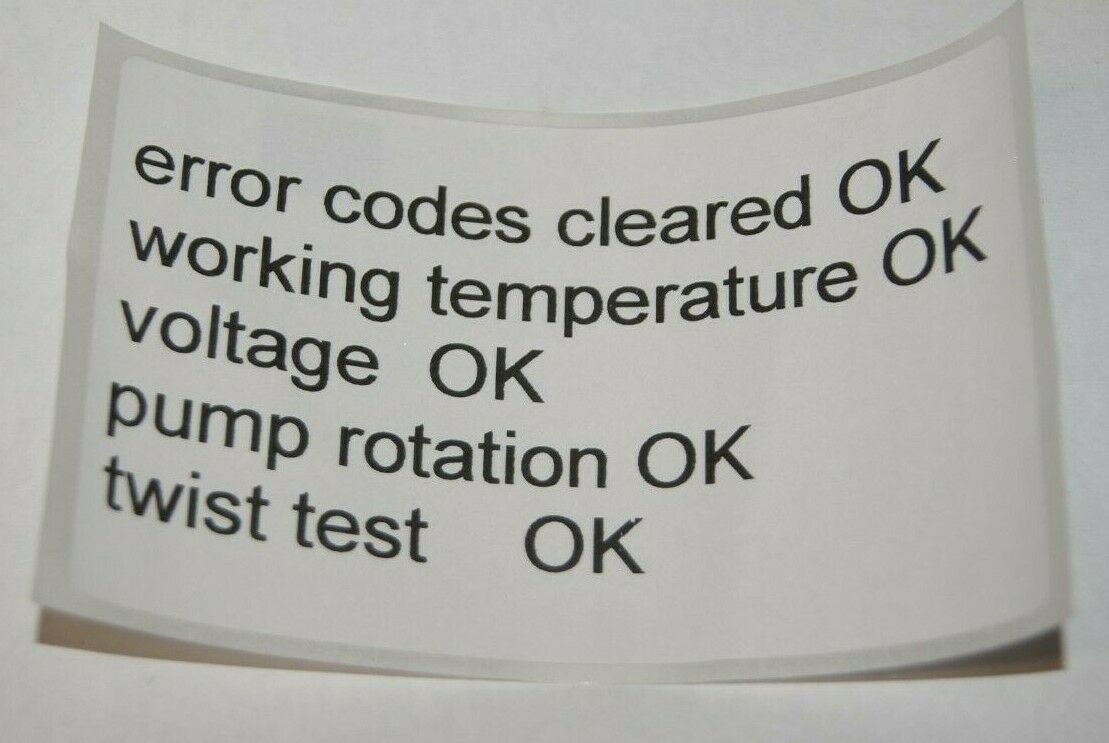 error codes cleared OK
working temperature OK
voltage OK
pump rotation OK
twist test OK